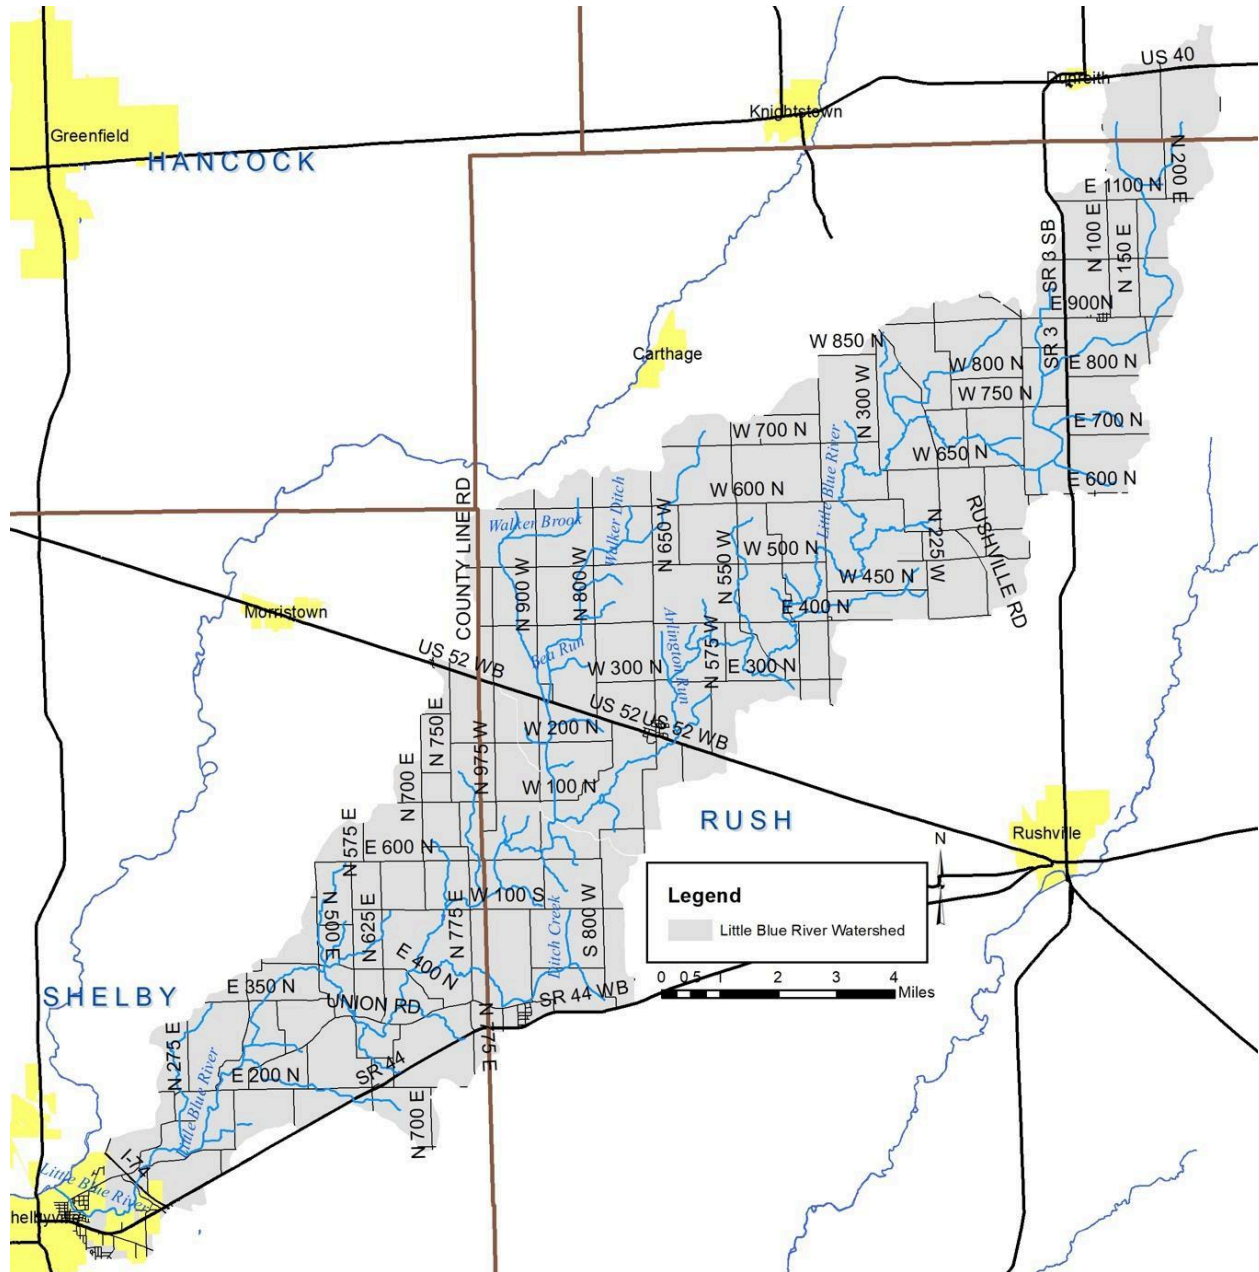 US 40
Dunreith
Knightstown
Greenfield
HANCOCK
N 200 E
E 1100 N
N 100 E
N 150 E
SR 3 SB
E 900N
SR 3
Carthage
W 850 N
W 800 N
E 800 N
N 300 W
W 750 N
W 700 N
E 700 N
Little Blue River
W 650 N
E 600 N
COUNTY LINE RD
W 600 N
Walker Brook
Walker Ditch
N 650 W
RUSHVILLE RD
N 225 W
W 500 N
N 550 W
W 450 N
N 900 W
N 800 W
Morristown
E 400 N
Arlington Run
N 575 W
US 52 WB
Bea Run
W 300 N
E 300 N
US 52
US 52 WB
N 750 E
N 975 W
W 200 N
N 700 E
W 100 N
RUSH
Rushville
N
N 575 E
E 600 N
Legend
Little Blue River Watershed
W 100 S
N 500 E
N 625 E
N 775 E
S 800 W
Ditch Creek
E 400 N
0 0.5 1 2 3 4
Miles
E 350 N
SHELBY
UNION RD
SR 44 WB
N 775 E
N 275 E
E 200 N
SR 44
Little Blue River
N 700 E
I-74
Little Blue River
helbyville